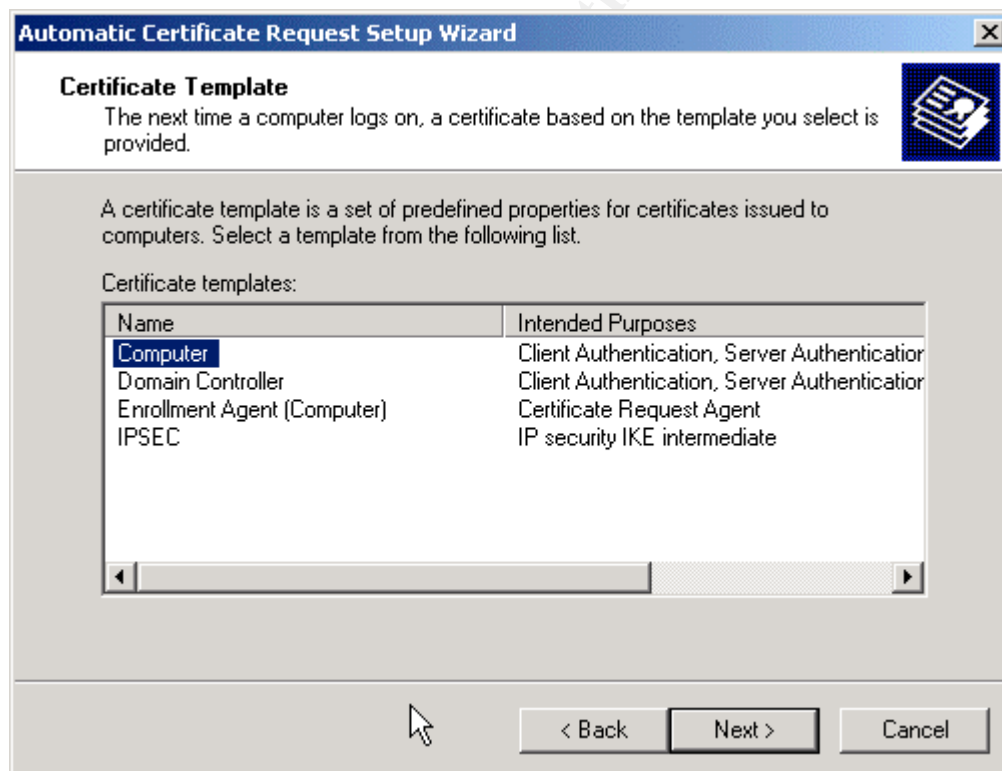 Automatic Certificate Request Setup Wizard
Certificate Template
The next time a computer logs on, a certificate based on the template you select is
provided.
A certificate template is a set of predefined properties for certificates issued to
computers. Select a template from the following list.
Certificate templates:
Name Intended Purposes
Computer Client Authentication, Server Authentication
Domain Controller Client Authentication, Server Authentication
Enrollment Agent (Computer) Certificate Request Agent
IPSEC IP security IKE intermediate
< Back Next > Cancel